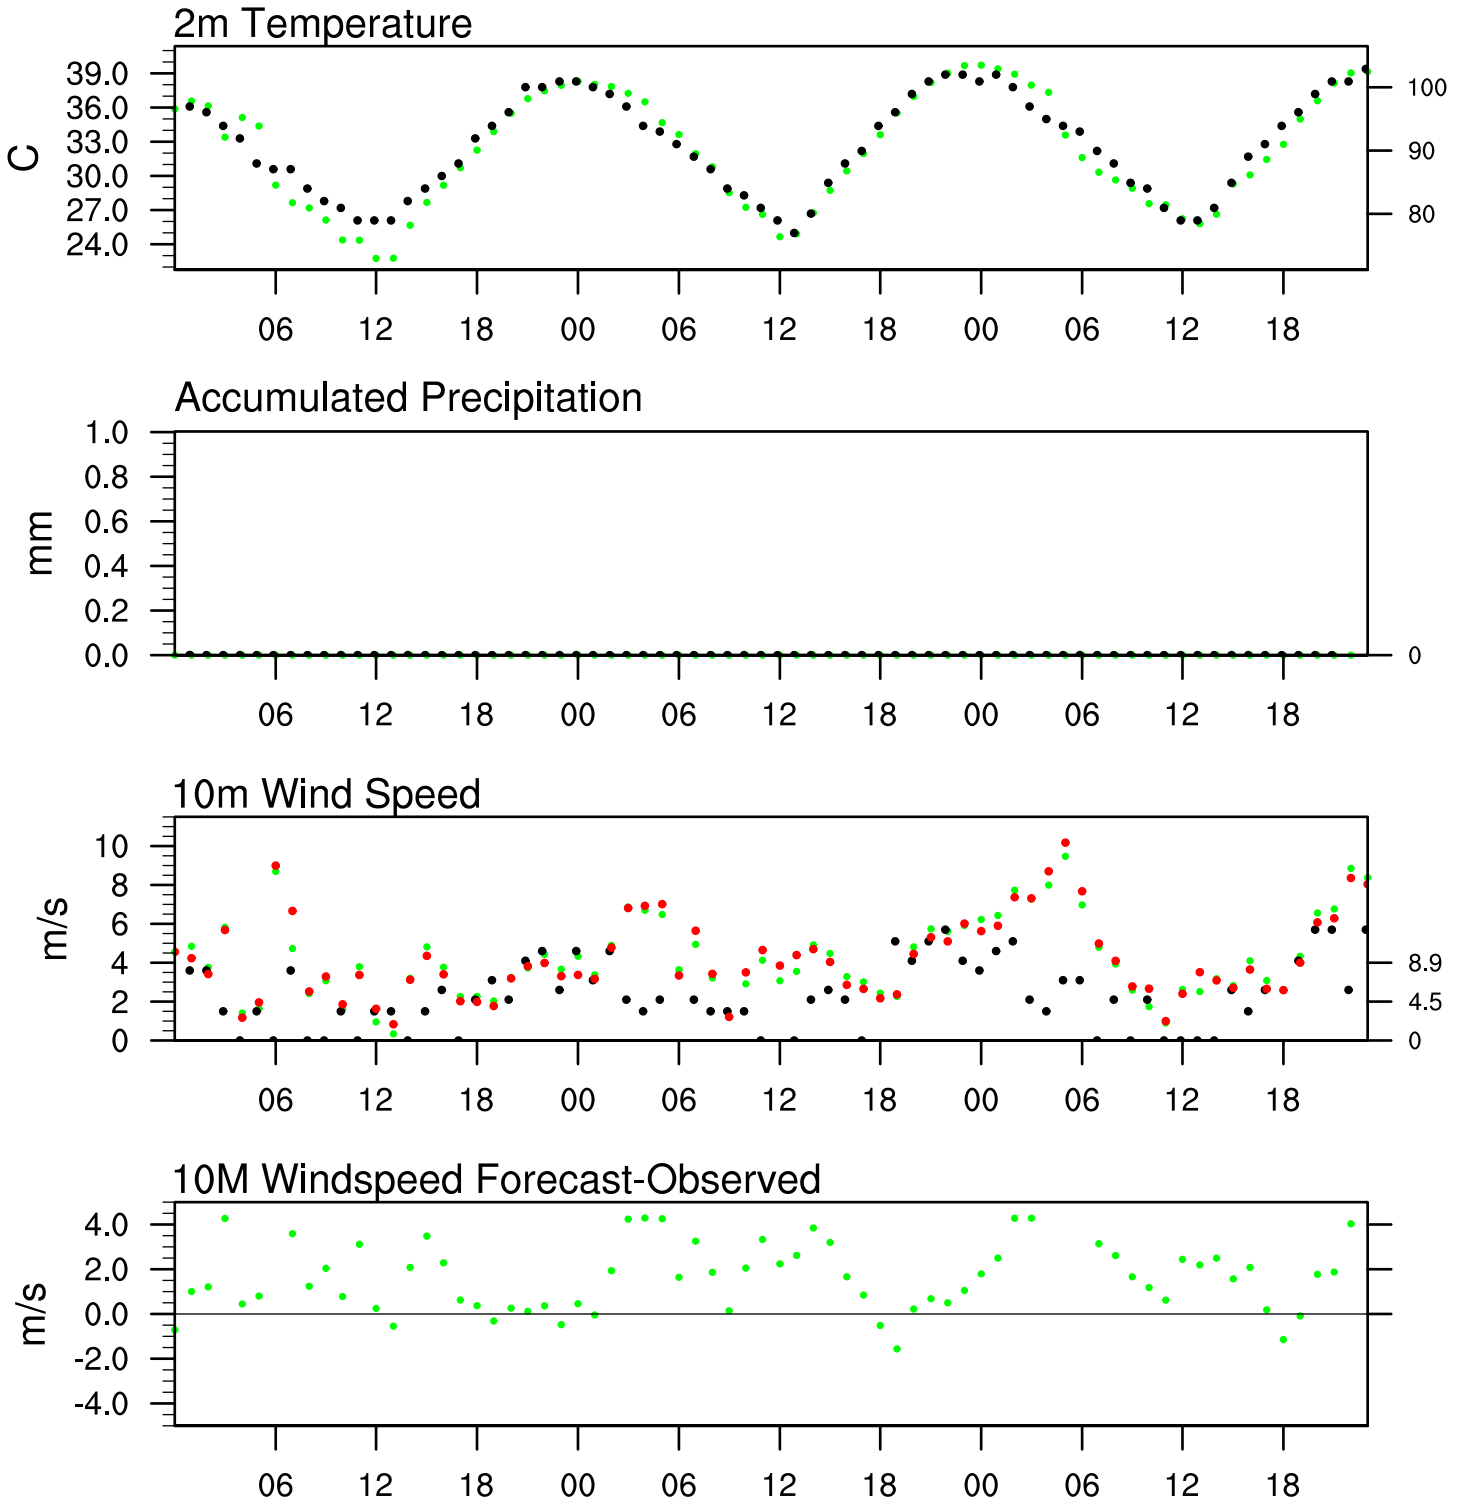 2m Temperature
39.0
36.0
33.0
30.0
27.0
24.0
C
100
90
80
06 12 18 00 06 12 18 00 06 12 18
Accumulated Precipitation
1.0
0.8
0.6
0.4
0.2
0.0
mm
0
06 12 18 00 06 12 18 00 06 12 18
10m Wind Speed
10
8
6
4
2
0
m/s
8.9
4.5
0
06 12 18 00 06 12 18 00 06 12 18
10M Windspeed Forecast-Observed
4.0
2.0
0.0
-2.0
-4.0
m/s
06 12 18 00 06 12 18 00 06 12 18